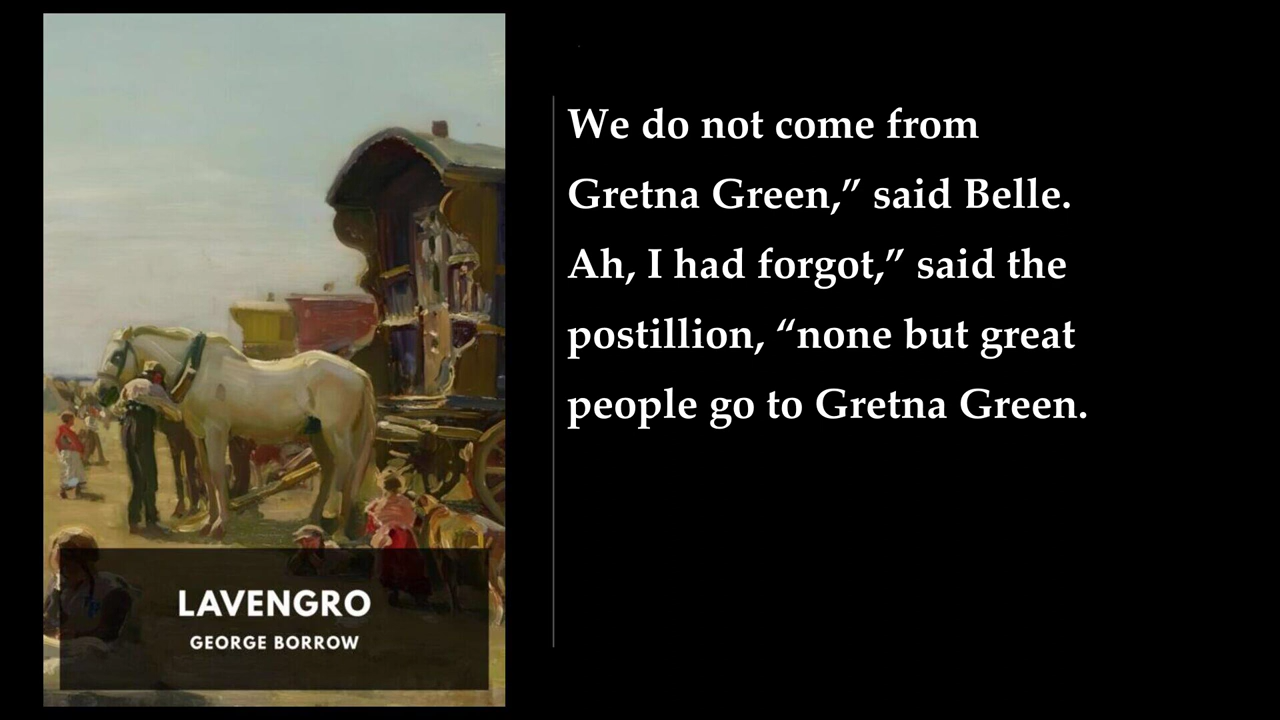 We do not come from
Gretna Green,” said Belle.
Ah, I had forgot,” said the
postillion, “none but great
people go to Gretna Green.
LAVENGRO
GEORGE BORROW